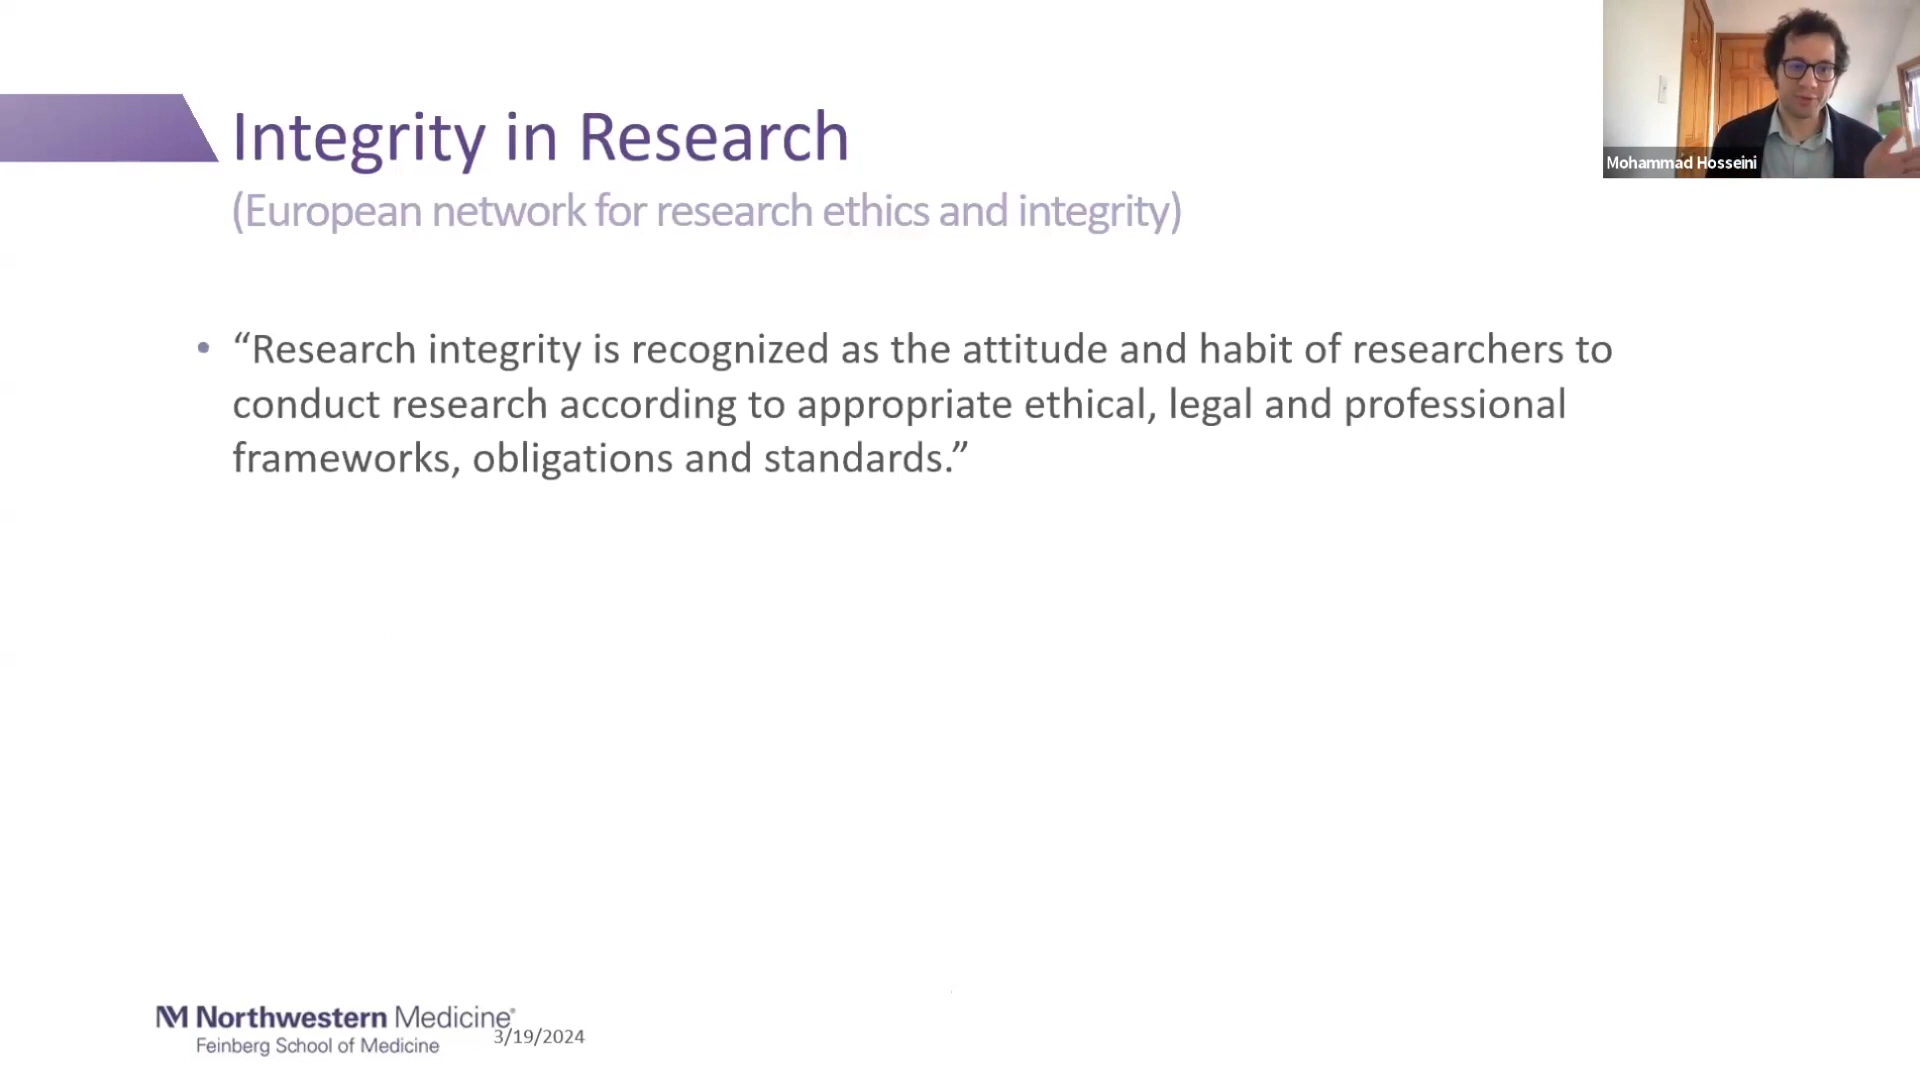 Integrity in Research
(European network for research ethics and integrity)
Mohammad Hosseini
• “Research integrity is recognized as the attitude and habit of researchers to
conduct research according to appropriate ethical, legal and professional
frameworks, obligations and standards.”
NM Northwestern Medicine®
Feinberg School of Medicine
3/19/2024